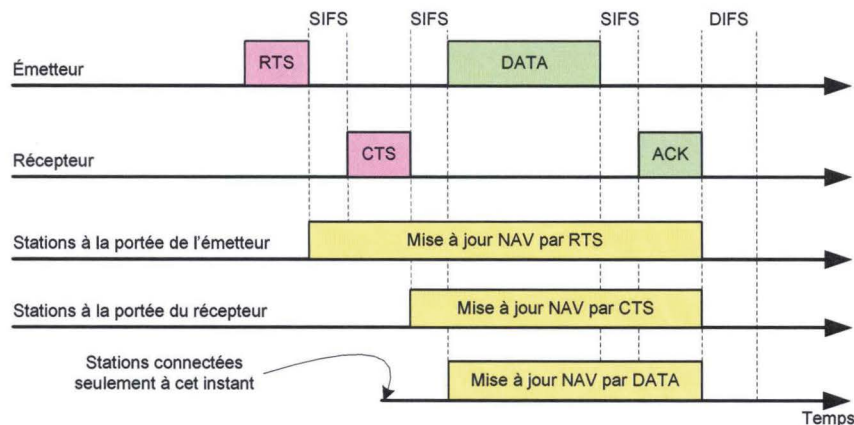 SIFS SIFS SIFS DIFS
Émetteur RTS DATA
Récepteur CTS ACK
Stations à la portée de l'émetteur Mise à jour NAV par RTS
Stations à la portée du récepteur Mise à jour NAV par CTS
Stations connectées
seulement à cet instant
Mise à jour NAV par DATA
Temps